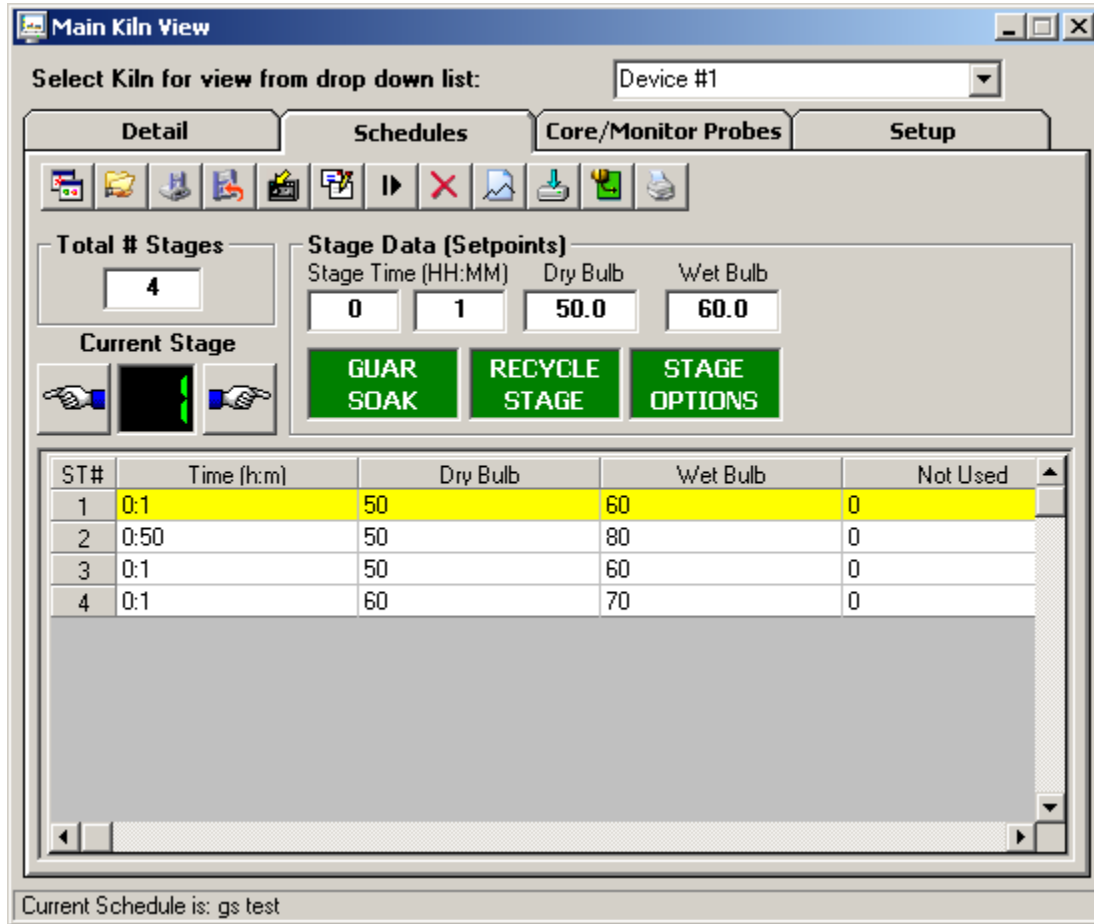 Main Kiln View
Select Kiln for view from drop down list: Device #1
Detail Schedules Core/Monitor Probes Setup
Total # Stages
4
Current Stage
1
Stage Data (Setpoints)
Stage Time (HH:MM) Dry Bulb Wet Bulb
0 1 50.0 60.0
GUAR SOAK RECYCLE STAGE STAGE OPTIONS
ST# Time (h:m) Dry Bulb Wet Bulb Not Used
1 0:1 50 60 0
2 0:50 50 80 0
3 0:1 50 60 0
4 0:1 60 70 0
Current Schedule is: gs test